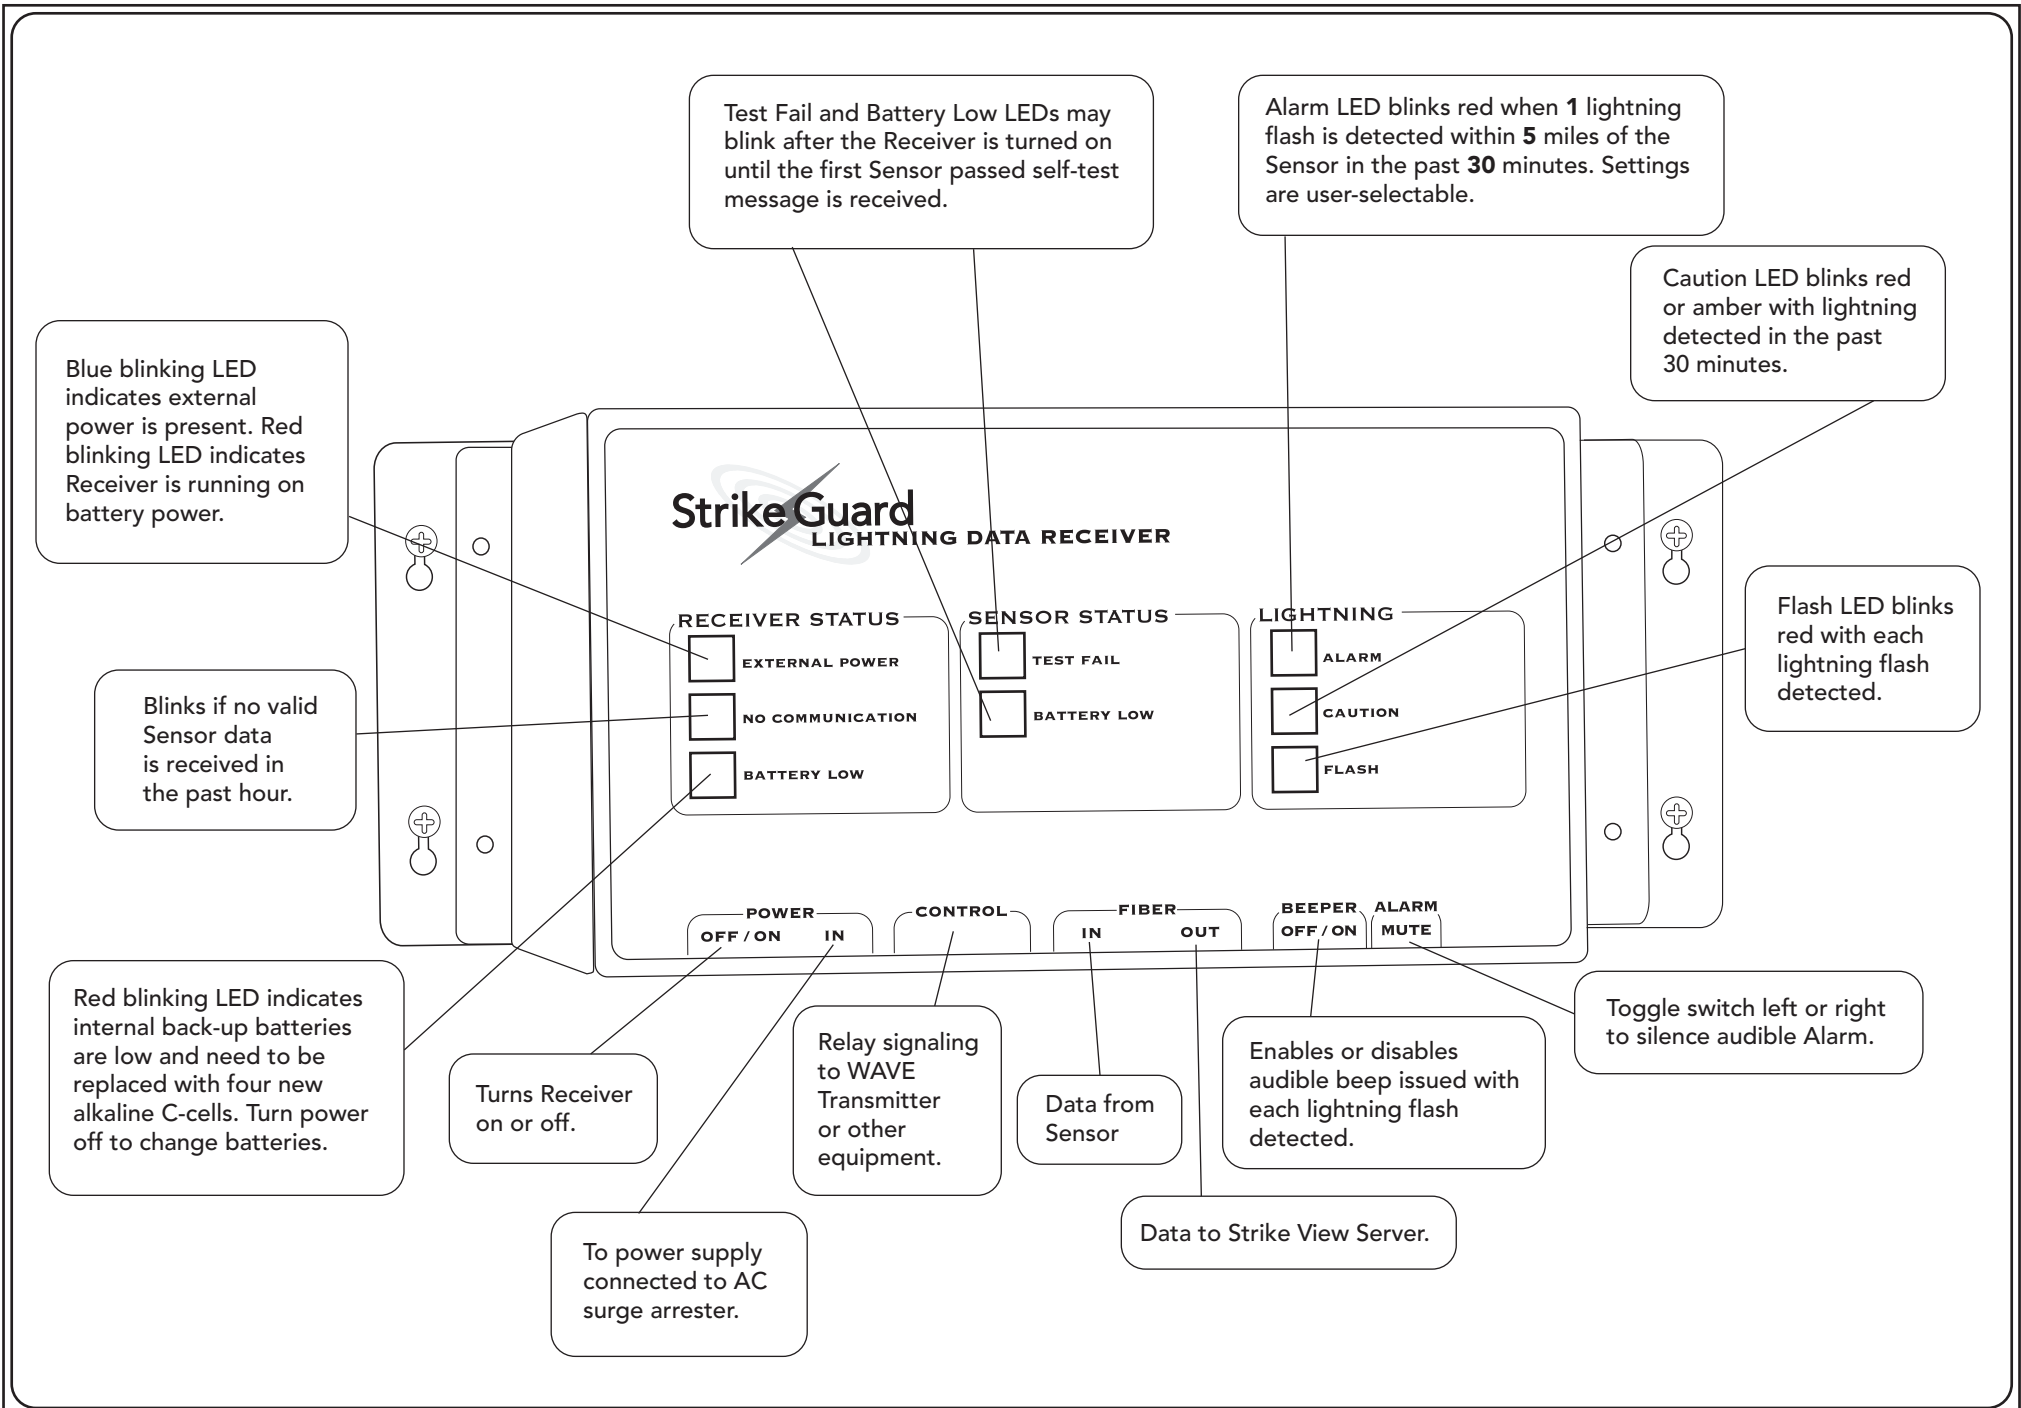 Test Fail and Battery Low LEDs may
blink after the Receiver is turned on
until the first Sensor passed self-test
message is received.
Alarm LED blinks red when 1 lightning
flash is detected within 5 miles of the
Sensor in the past 30 minutes. Settings
are user-selectable.
Caution LED blinks red
or amber with lightning
detected in the past
30 minutes.
Blue blinking LED
indicates external
power is present. Red
blinking LED indicates
Receiver is running on
battery power.
Strike Guard
LIGHTNING DATA RECEIVER
Flash LED blinks
red with each
lightning flash
detected.
RECEIVER STATUS
EXTERNAL POWER
NO COMMUNICATION
BATTERY LOW
SENSOR STATUS
TEST FAIL
BATTERY LOW
LIGHTNING
ALARM
CAUTION
FLASH
Blinks if no valid
Sensor data
is received in
the past hour.
POWER
OFF / ON IN
CONTROL
FIBER
IN OUT
BEEPER
OFF / ON
ALARM
MUTE
Red blinking LED indicates
internal back-up batteries
are low and need to be
replaced with four new
alkaline C-cells. Turn power
off to change batteries.
Turns Receiver
on or off.
To power supply
connected to AC
surge arrester.
Relay signaling
to WAVE
Transmitter
or other
equipment.
Data from
Sensor
Data to Strike View Server.
Enables or disables
audible beep issued with
each lightning flash
detected.
Toggle switch left or right
to silence audible Alarm.